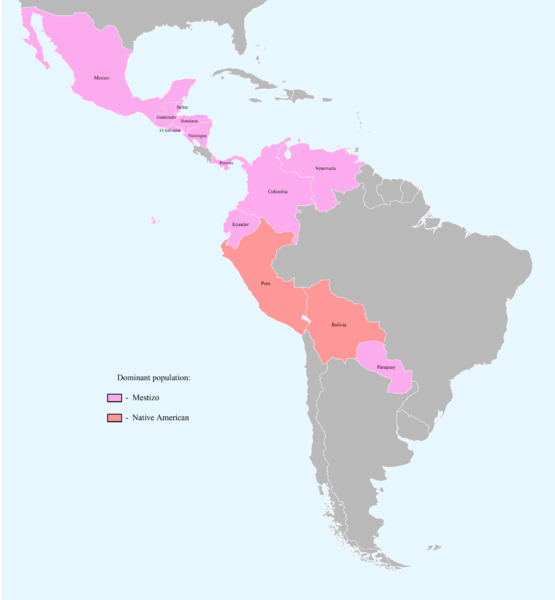 Mexico
Belize
Guatemala
Honduras
El Salvador
Nicaragua
Panama
Venezuela
Colombia
Ecuador
Peru
Bolivia
Paraguay
Dominant population:
- Mestizo
- Native American